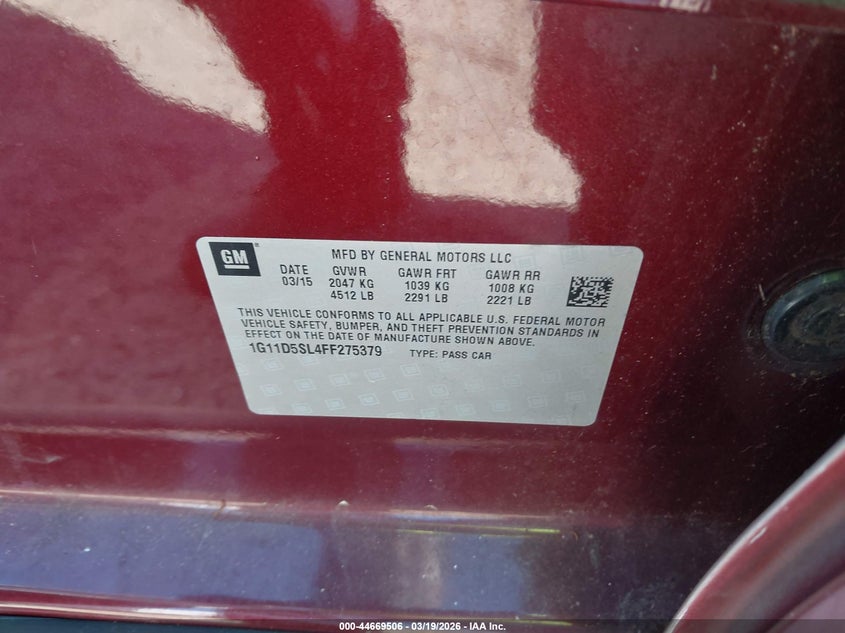 GM
MFD BY GENERAL MOTORS LLC
DATE GVWR GAWR FRT GAWR RR
03/15 2047 KG 1039 KG 1008 KG
4512 LB 2291 LB 2221 LB
THIS VEHICLE CONFORMS TO ALL APPLICABLE U.S. FEDERAL MOTOR
VEHICLE SAFETY, BUMPER, AND THEFT PREVENTION STANDARDS IN
EFFECT ON THE DATE OF MANUFACTURE SHOWN ABOVE.
1G11D5SL4FF275379 TYPE: PASS CAR
000-44669506 - 03/19/2026 - IAA Inc.